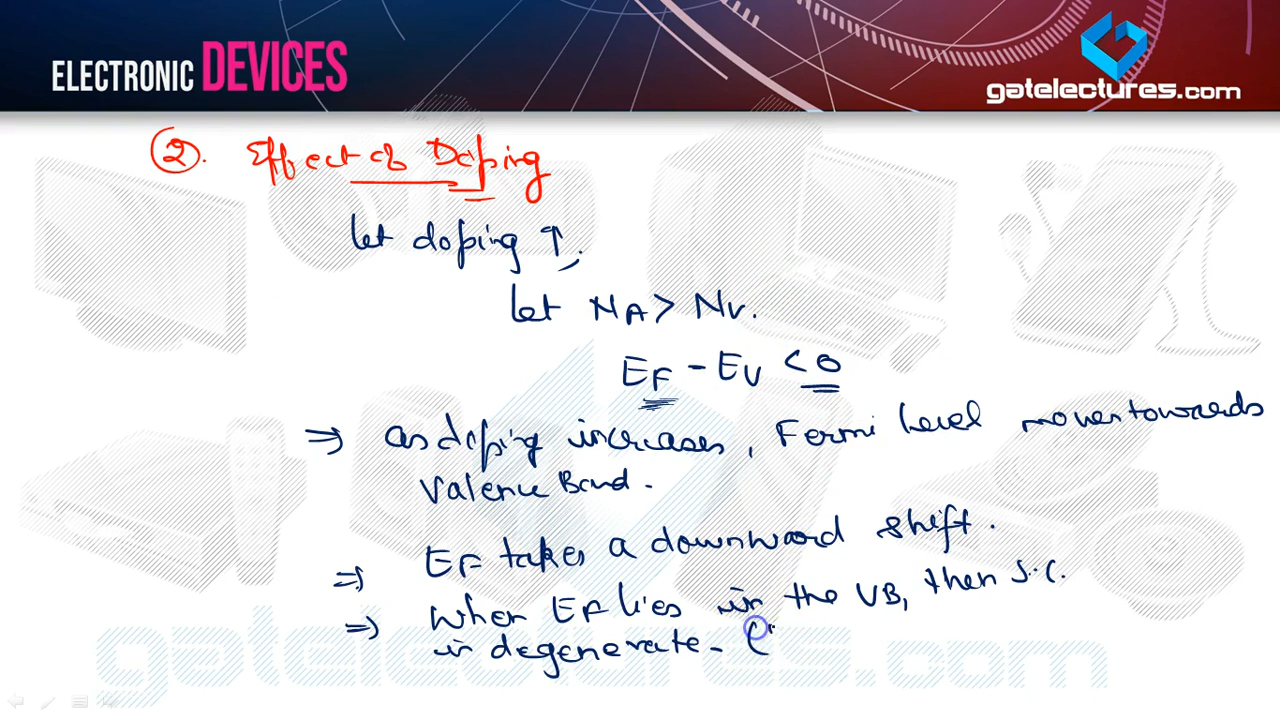 ELECTRONIC DEVICES
gatelectures.com
2. Effect of Doping
let doping ↑,
let NA > NV.
EF - EV < 0
⇒ as doping increases, Fermi level moves towards
Valence Band.
⇒ EF takes a downward shift.
⇒ When EF lies in the VB, then S.C.
is degenerate. (
gatelectures.com